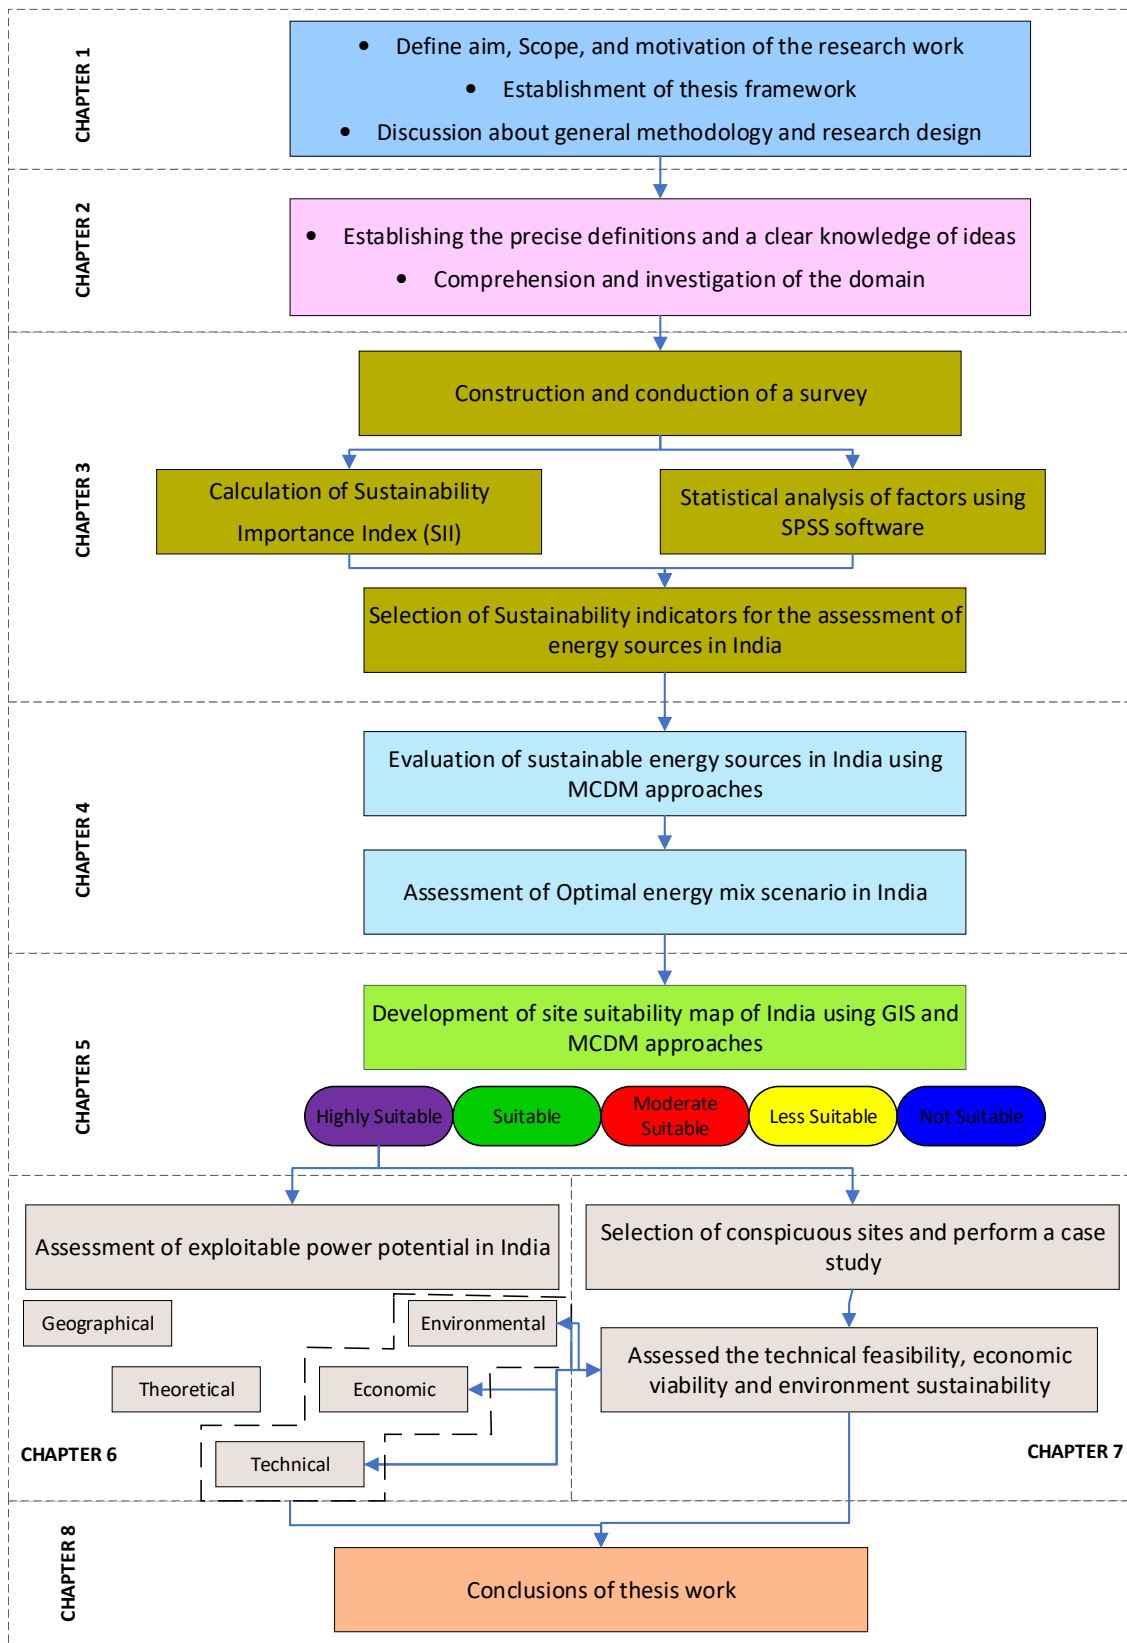 CHAPTER 1
• Define aim, Scope, and motivation of the research work
• Establishment of thesis framework
• Discussion about general methodology and research design
CHAPTER 2
• Establishing the precise definitions and a clear knowledge of ideas
• Comprehension and investigation of the domain
CHAPTER 3
Construction and conduction of a survey
Calculation of Sustainability
Importance Index (SII)
Statistical analysis of factors using
SPSS software
Selection of Sustainability indicators for the assessment of
energy sources in India
CHAPTER 4
Evaluation of sustainable energy sources in India using
MCDM approaches
Assessment of Optimal energy mix scenario in India
CHAPTER 5
Development of site suitability map of India using GIS and
MCDM approaches
Highly Suitable
Suitable
Moderate
Suitable
Less Suitable
Not Suitable
Assessment of exploitable power potential in India
Geographical
Environmental
Theoretical
Economic
Technical
CHAPTER 6
Selection of conspicuous sites and perform a case
study
Assessed the technical feasibility, economic
viability and environment sustainability
CHAPTER 7
CHAPTER 8
Conclusions of thesis work